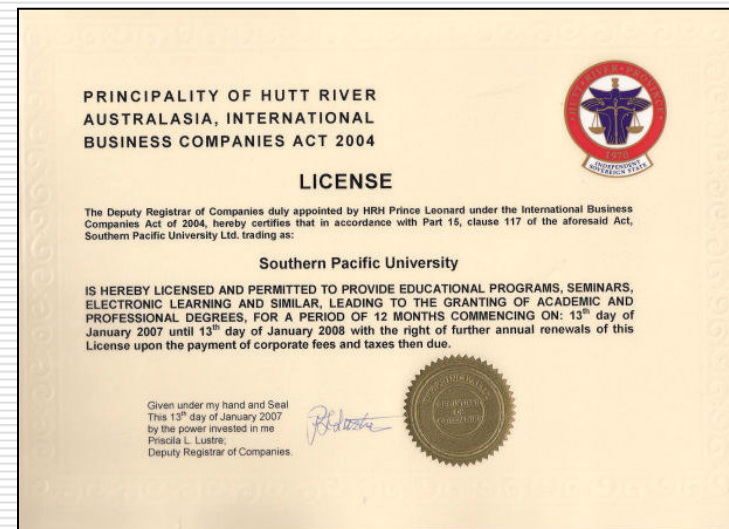 PRINCIPALITY OF HUTT RIVER
AUSTRALASIA, INTERNATIONAL
BUSINESS COMPANIES ACT 2004
HUTT RIVER PROVINCE
1970
INDEPENDENT
SOVEREIGN STATE
LICENSE
The Deputy Registrar of Companies duly appointed by HRH Prince Leonard under the International Business
Companies Act of 2004, hereby certifies that in accordance with Part 15, clause 117 of the aforesaid Act,
Southern Pacific University Ltd. trading as:
Southern Pacific University
IS HEREBY LICENSED AND PERMITTED TO PROVIDE EDUCATIONAL PROGRAMS, SEMINARS,
ELECTRONIC LEARNING AND SIMILAR, LEADING TO THE GRANTING OF ACADEMIC AND
PROFESSIONAL DEGREES, FOR A PERIOD OF 12 MONTHS COMMENCING ON: 13th day of
January 2007 until 13th day of January 2008 with the right of further annual renewals of this
License upon the payment of corporate fees and taxes then due.
Given under my hand and Seal
This 13th day of January 2007
by the power invested in me
Priscila L. Lustre;
Deputy Registrar of Companies.